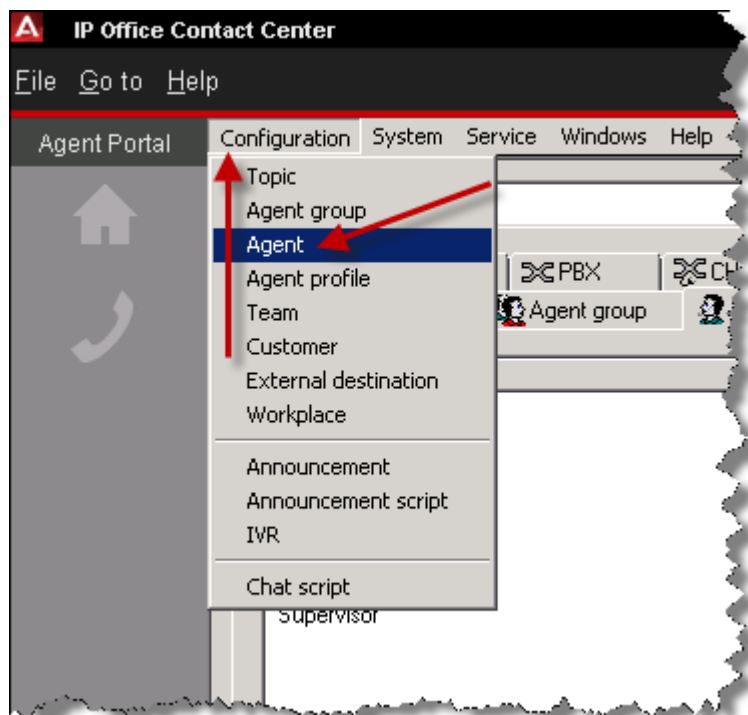 IP Office Contact Center
File Go to Help
Agent Portal
Configuration System Service Windows Help
Topic
Agent group
Agent
Agent profile
Team
Customer
External destination
Workplace
Announcement
Announcement script
IVR
Chat script
PBX
Agent group
Supervisor